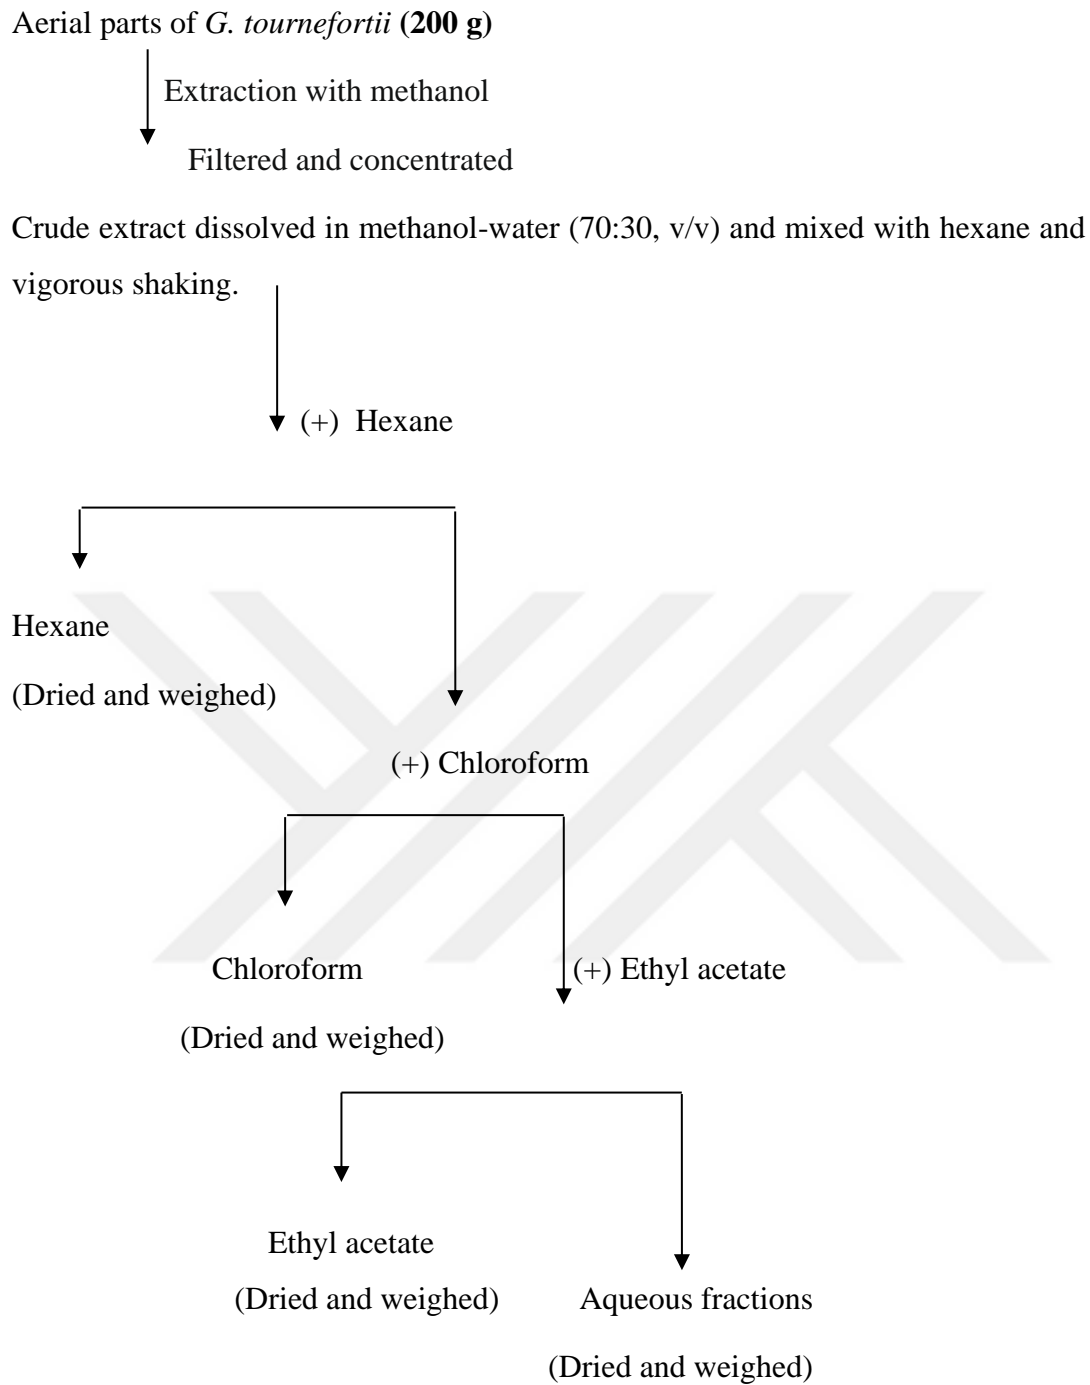 Aerial parts of G. tournefortii (200 g)
Extraction with methanol
Filtered and concentrated
Crude extract dissolved in methanol-water (70:30, v/v) and mixed with hexane and
vigorous shaking.
(+) Hexane
Hexane
(Dried and weighed)
(+) Chloroform
Chloroform
(+) Ethyl acetate
(Dried and weighed)
Ethyl acetate
(Dried and weighed)
Aqueous fractions
(Dried and weighed)